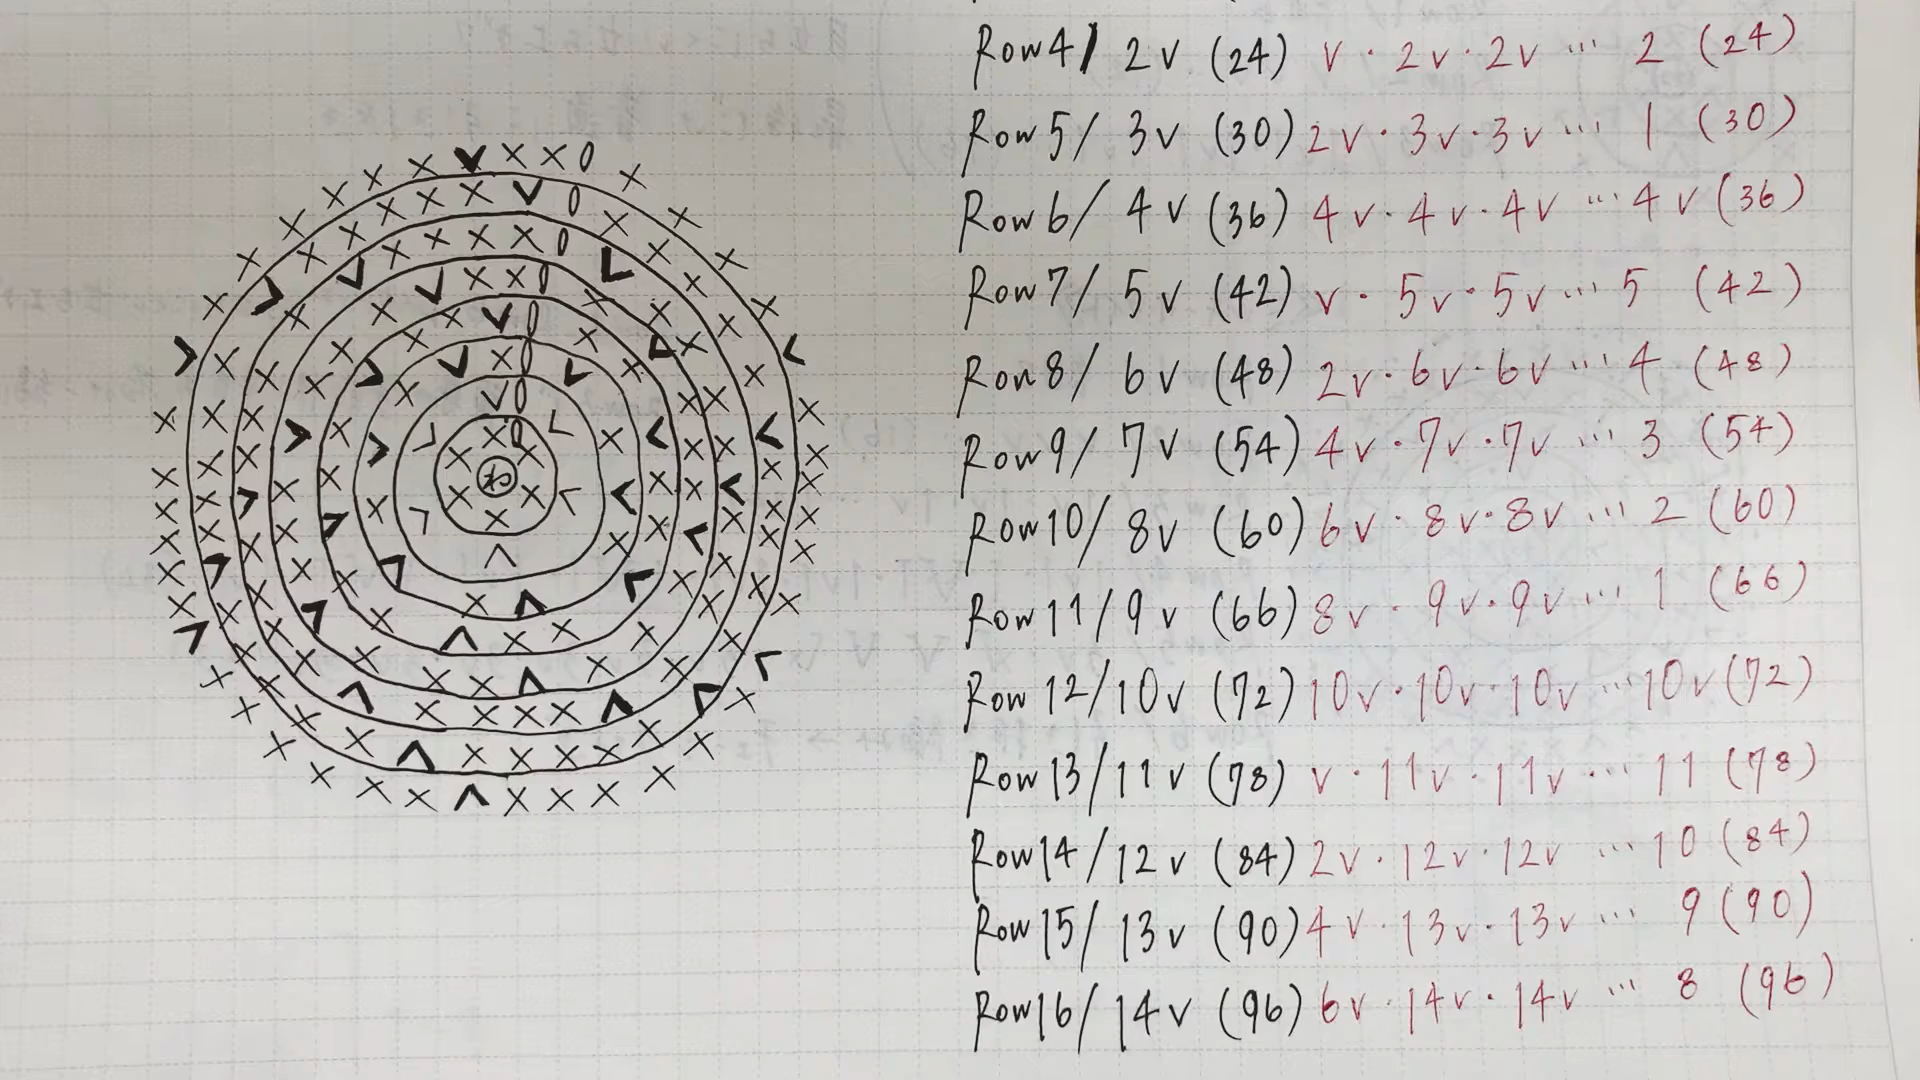 わ
Row4/ 2v (24) v・2v・2v … 2 (24)
Row5/ 3v (30) 2v・3v・3v … 1 (30)
Row6/ 4v (36) 4v・4v・4v … 4v (36)
Row7/ 5v (42) v・5v・5v … 5 (42)
Row8/ 6v (48) 2v・6v・6v … 4 (48)
Row9/ 7v (54) 4v・7v・7v … 3 (54)
Row10/ 8v (60) 6v・8v・8v … 2 (60)
Row11/ 9v (66) 8v・9v・9v … 1 (66)
Row12/ 10v (72) 10v・10v・10v … 10v (72)
Row13/ 11v (78) v・11v・11v … 11 (78)
Row14/ 12v (84) 2v・12v・12v … 10 (84)
Row15/ 13v (90) 4v・13v・13v … 9 (90)
Row16/ 14v (96) 6v・14v・14v … 8 (96)